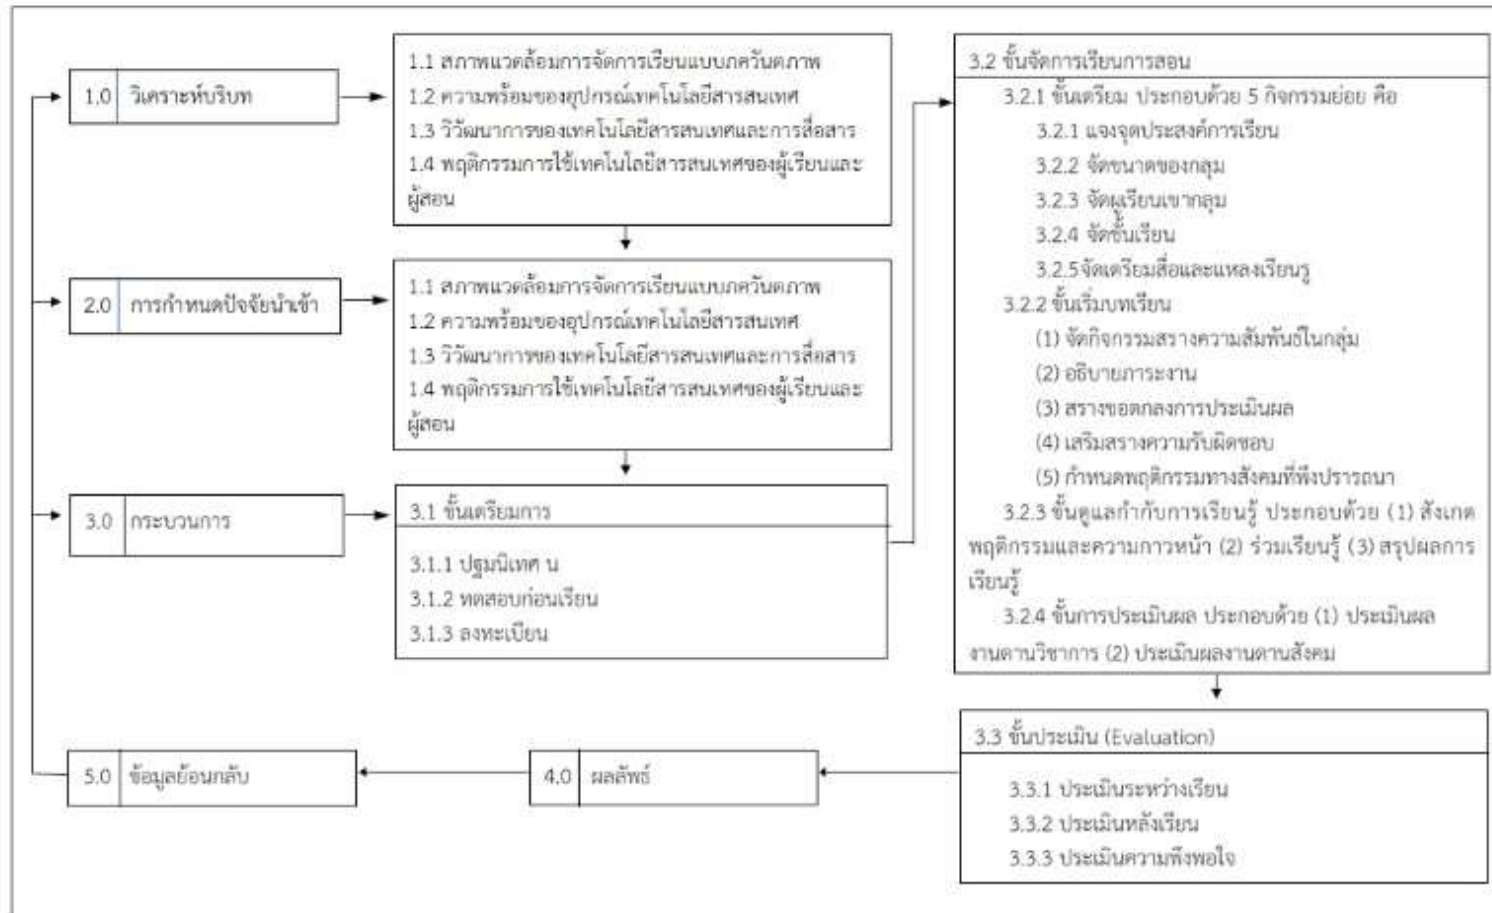 1.0 วิเคราะห์บริบท
1.1 สภาพแวดล้อมการจัดการเรียนแบบภควันตภาพ
1.2 ความพร้อมของอุปกรณ์เทคโนโลยีสารสนเทศ
1.3 วิวัฒนาการของเทคโนโลยีสารสนเทศและการสื่อสาร
1.4 พฤติกรรมการใช้เทคโนโลยีสารสนเทศของผู้เรียนและ
ผู้สอน
2.0 การกำหนดปัจจัยนำเข้า
1.1 สภาพแวดล้อมการจัดการเรียนแบบภควันตภาพ
1.2 ความพร้อมของอุปกรณ์เทคโนโลยีสารสนเทศ
1.3 วิวัฒนาการของเทคโนโลยีสารสนเทศและการสื่อสาร
1.4 พฤติกรรมการใช้เทคโนโลยีสารสนเทศของผู้เรียนและ
ผู้สอน
3.0 กระบวนการ
3.1 ขั้นเตรียมการ
3.1.1 ปฐมนิเทศ น
3.1.2 ทดสอบก่อนเรียน
3.1.3 ลงทะเบียน
3.2 ขั้นจัดการเรียนการสอน
3.2.1 ขั้นเตรียม ประกอบด้วย 5 กิจกรรมย่อย คือ
3.2.1 แจงจุดประสงค์การเรียน
3.2.2 จัดขนาดของกลุม
3.2.3 จัดผูเรียนเขากลุม
3.2.4 จัดชั้นเรียน
3.2.5จัดเตรียมสื่อและแหลงเรียนรู
3.2.2 ขั้นเริ่มบทเรียน
(1) จัดกิจกรรมสรางความสัมพันธในกลุ่ม
(2) อธิบายภาระงาน
(3) สรางขอตกลงการประเมินผล
(4) เสริมสรางความรับผิดชอบ
(5) กำหนดพฤติกรรมทางสังคมที่พึงปรารถนา
3.2.3 ขั้นดูแลกำกับการเรียนรู้ ประกอบด้วย (1) สังเกต
พฤติกรรมและความกาวหน้า (2) ร่วมเรียนรู้ (3) สรุปผลการ
เรียนรู้
3.2.4 ขั้นการประเมินผล ประกอบด้วย (1) ประเมินผล
งานดานวิชาการ (2) ประเมินผลงานดานสังคม
3.3 ขั้นประเมิน (Evaluation)
3.3.1 ประเมินระหว่างเรียน
3.3.2 ประเมินหลังเรียน
3.3.3 ประเมินความพึงพอใจ
4.0 ผลลัพธ์
5.0 ข้อมูลย้อนกลับ